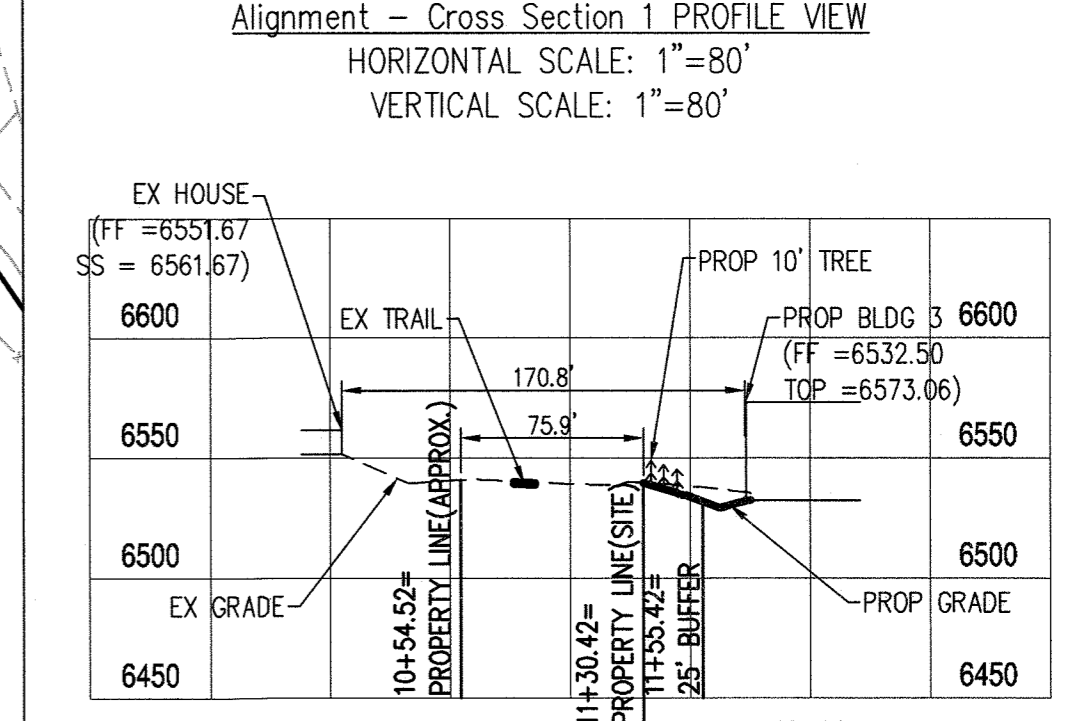 Alignment – Cross Section 1 PROFILE VIEW
HORIZONTAL SCALE: 1"=80'
VERTICAL SCALE: 1"=80'
EX HOUSE
(FF =6551.67
SS = 6561.67)
PROP 10' TREE
6600
EX TRAIL
PROP BLDG 3
6600
(FF =6532.50
TOP =6573.06)
170.8'
75.9'
6550
6550
10+54.52=
PROPERTY LINE(APPROX.)
11+30.42=
PROPERTY LINE(SITE)
11+55.42=
25' BUFFER
6500
6500
EX GRADE
PROP GRADE
6450
6450